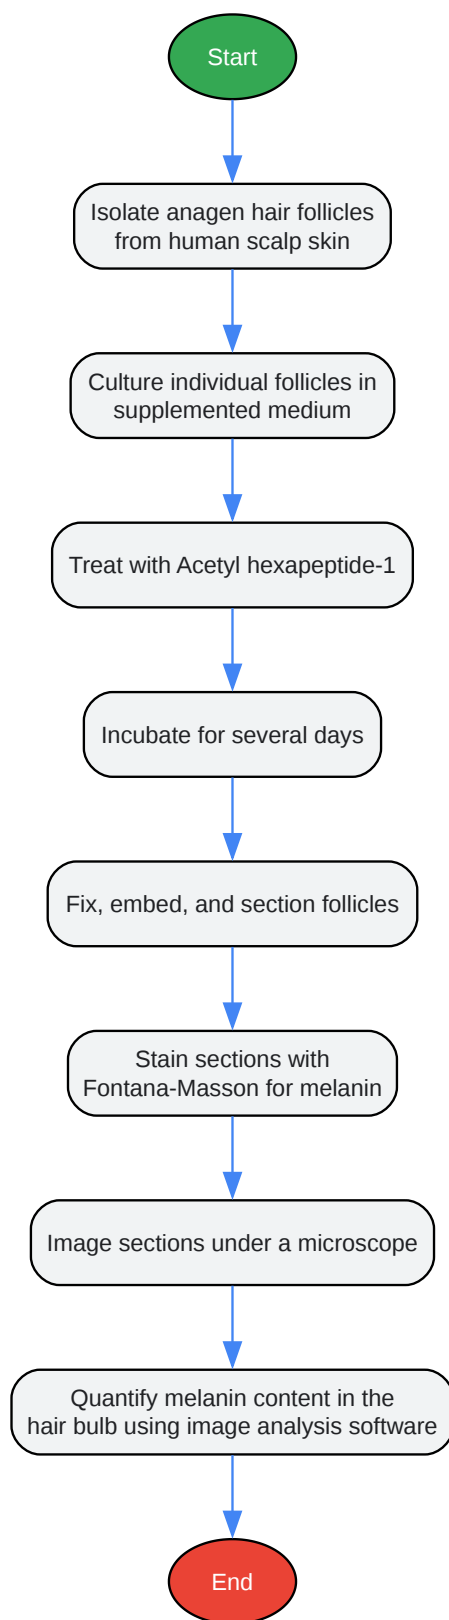 Start
Isolate anagen hair follicles
from human scalp skin
Culture individual follicles in
supplemented medium
Treat with Acetyl hexapeptide-1
Incubate for several days
Fix, embed, and section follicles
Stain sections with
Fontana-Masson for melanin
Image sections under a microscope
Quantify melanin content in the
hair bulb using image analysis software
End